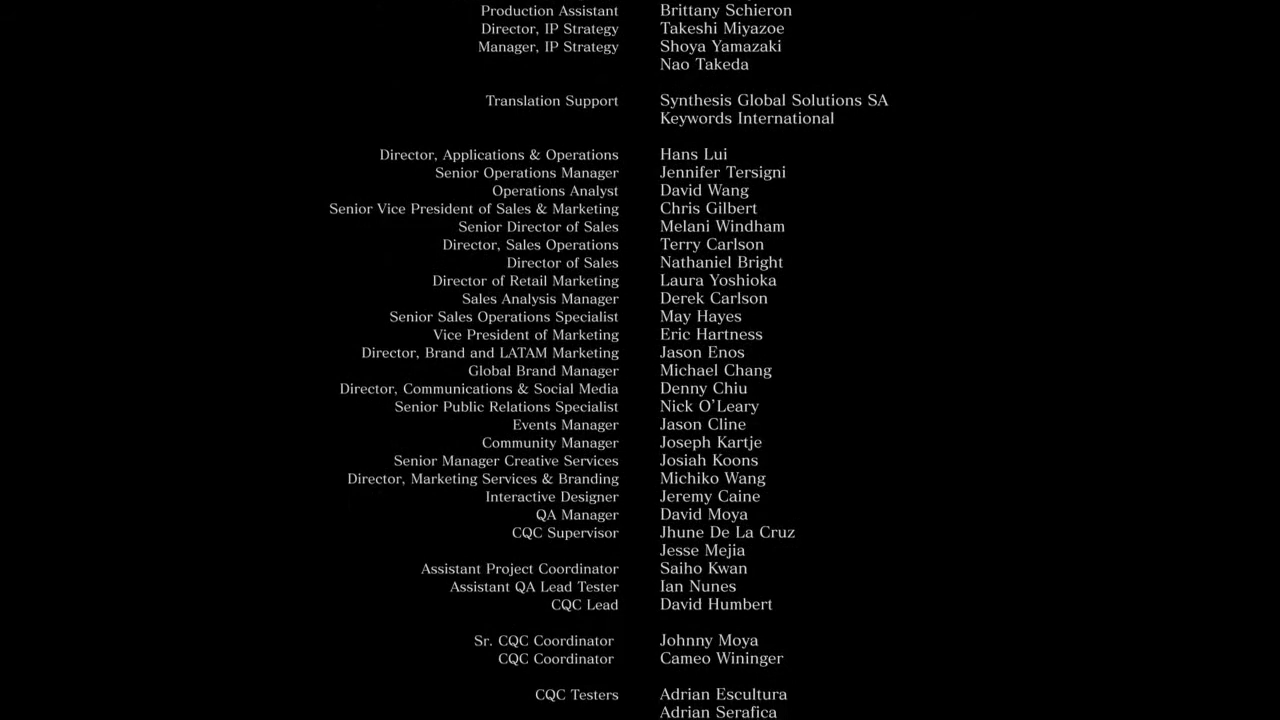 Production Assistant Brittany Schieron
Director, IP Strategy Takeshi Miyazoe
Manager, IP Strategy Shoya Yamazaki
Nao Takeda
Translation Support Synthesis Global Solutions SA
Keywords International
Director, Applications & Operations Hans Lui
Senior Operations Manager Jennifer Tersigni
Operations Analyst David Wang
Senior Vice President of Sales & Marketing Chris Gilbert
Senior Director of Sales Melani Windham
Director, Sales Operations Terry Carlson
Director of Sales Nathaniel Bright
Director of Retail Marketing Laura Yoshioka
Sales Analysis Manager Derek Carlson
Senior Sales Operations Specialist May Hayes
Vice President of Marketing Eric Hartness
Director, Brand and LATAM Marketing Jason Enos
Global Brand Manager Michael Chang
Director, Communications & Social Media Denny Chiu
Senior Public Relations Specialist Nick O'Leary
Events Manager Jason Cline
Community Manager Joseph Kartje
Senior Manager Creative Services Josiah Koons
Director, Marketing Services & Branding Michiko Wang
Interactive Designer Jeremy Caine
QA Manager David Moya
CQC Supervisor Jhune De La Cruz
Jesse Mejia
Assistant Project Coordinator Saiho Kwan
Assistant QA Lead Tester Ian Nunes
CQC Lead David Humbert
Sr. CQC Coordinator Johnny Moya
CQC Coordinator Cameo Wininger
CQC Testers Adrian Escultura
Adrian Serafica